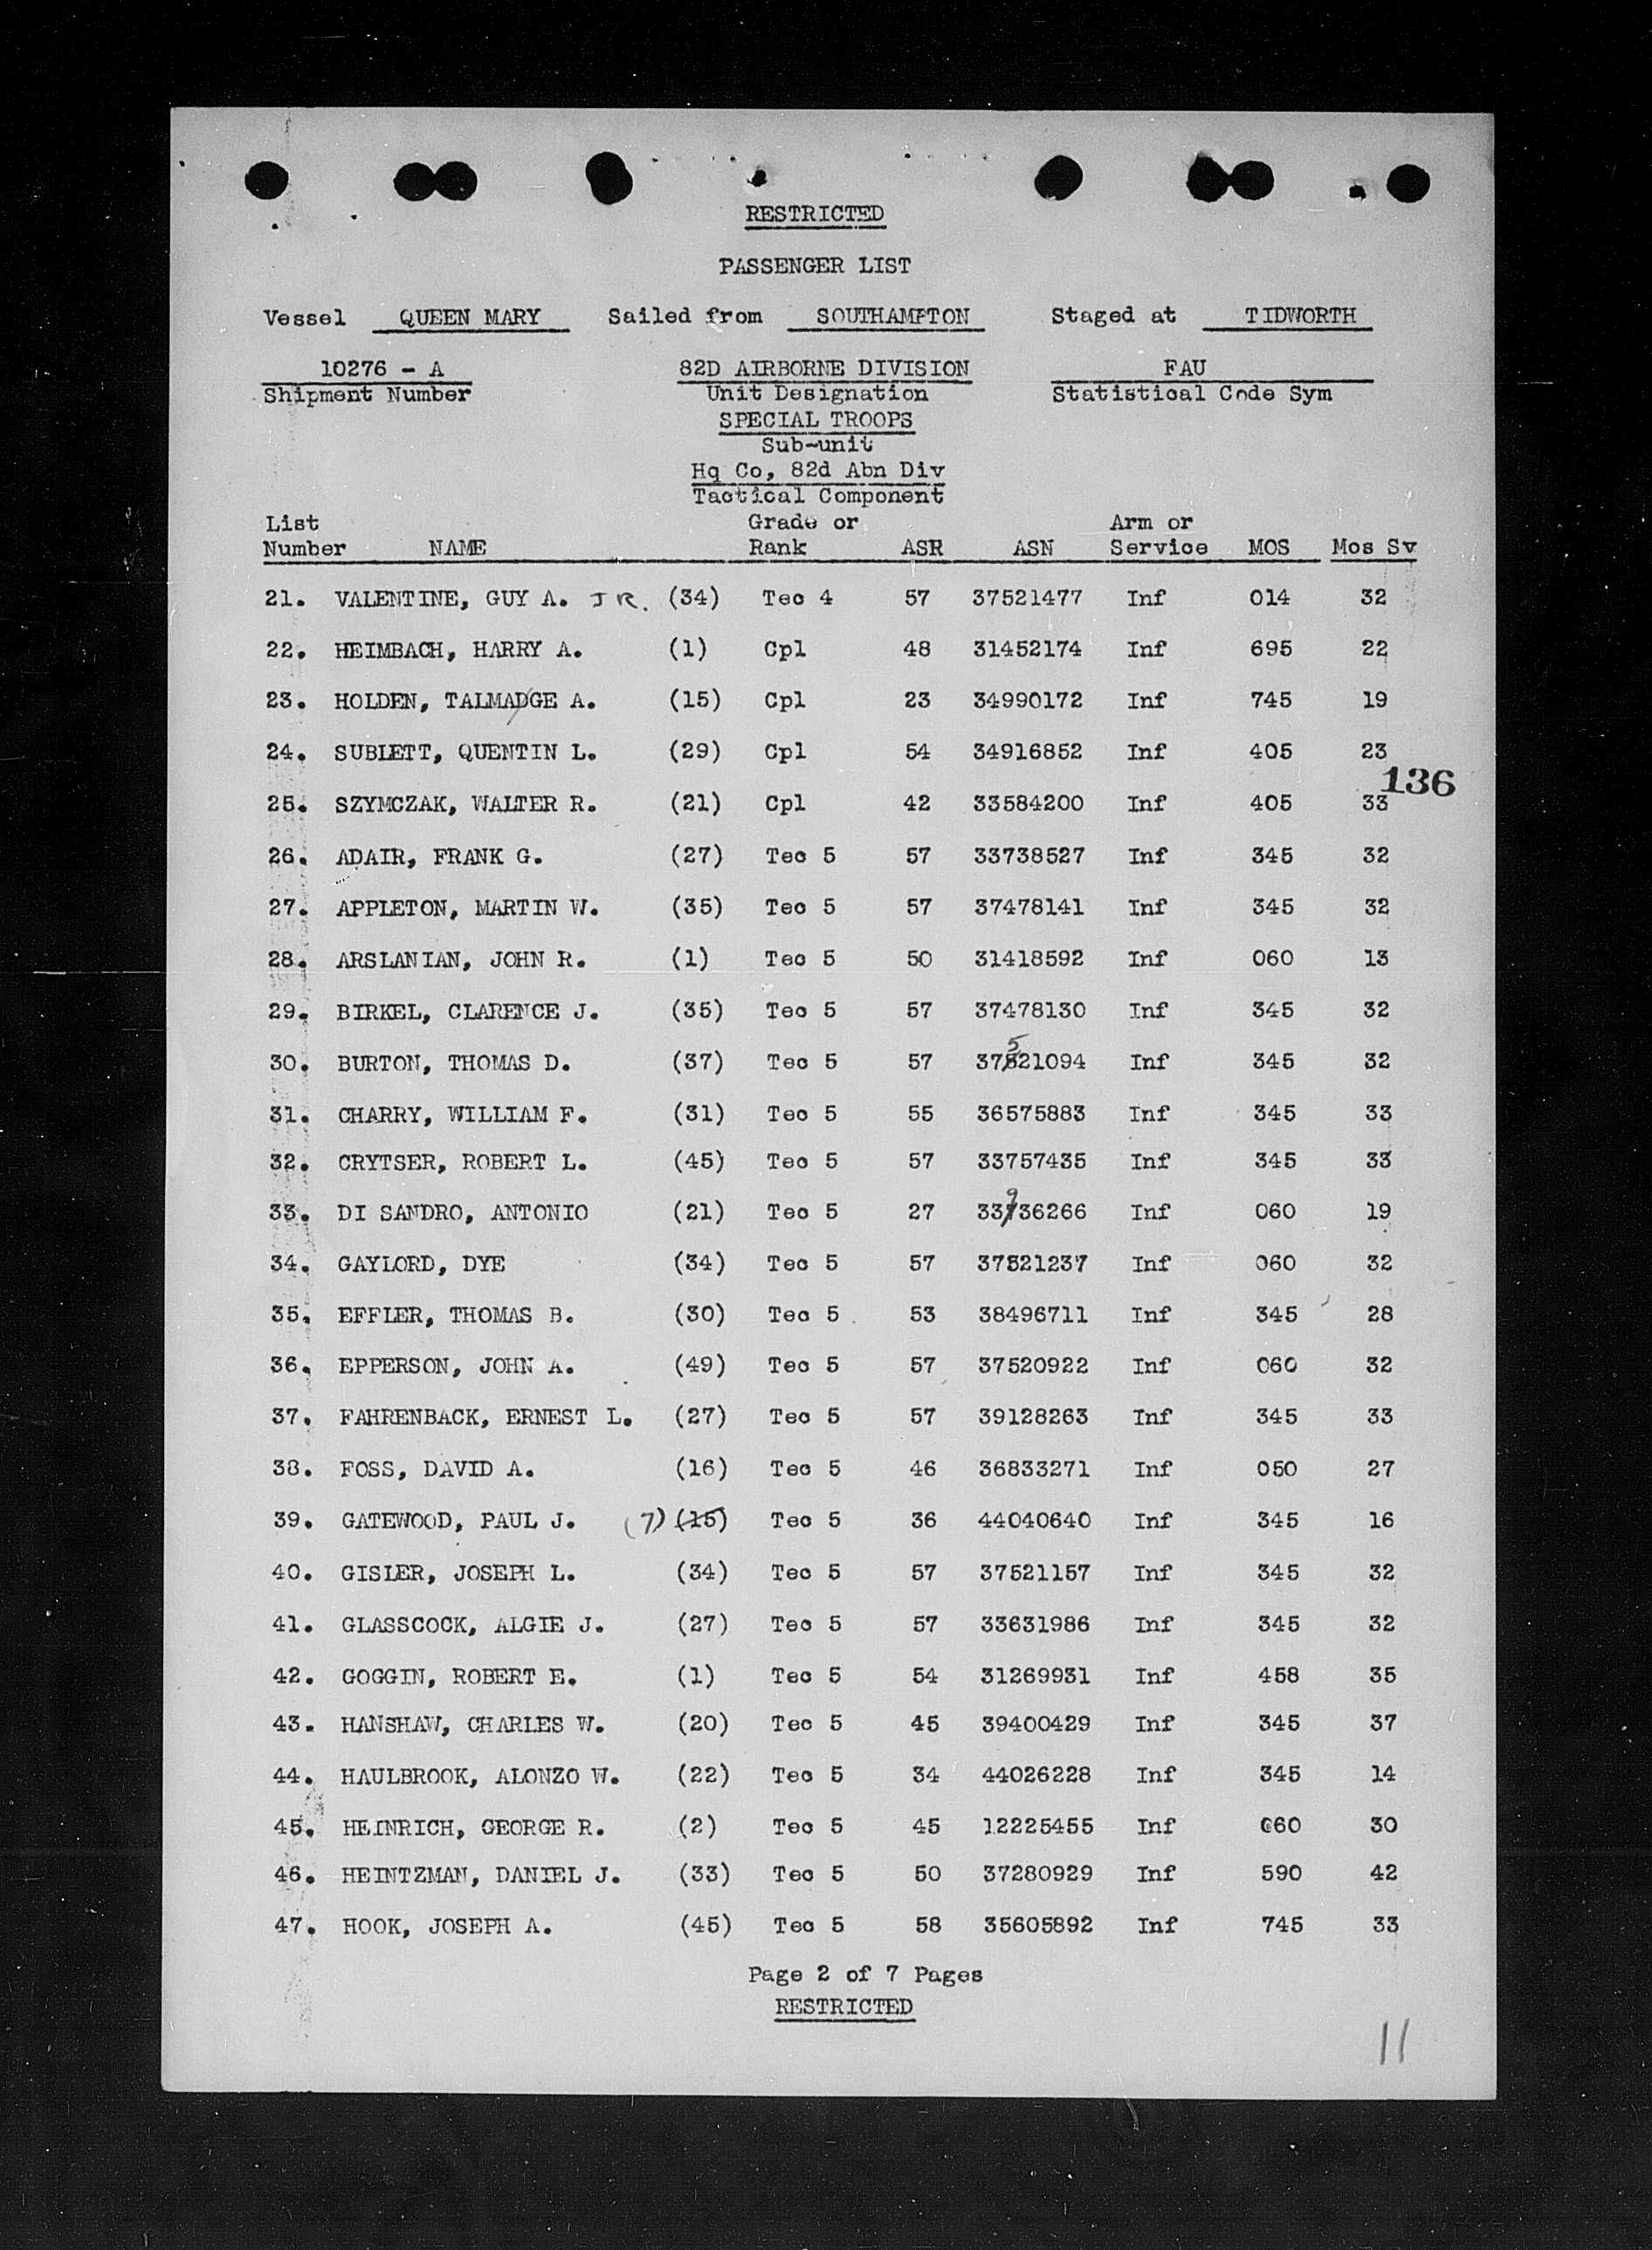 RESTRICTED
PASSENGER LIST
Vessel QUEEN MARY Sailed from SOUTHAMPTON Staged at TIDWORTH
10276 - A 82D AIRBORNE DIVISION FAU
Shipment Number Unit Designation Statistical Code Sym
SPECIAL TROOPS
Sub-unit
Hq Co, 82d Abn Div
Tactical Component
List Grade or Arm or
Number NAME Rank ASR ASN Service MOS Mos Sv
21. VALENTINE, GUY A. JR. (34) Tec 4 57 37521477 Inf 014 32
22. HEIMBACH, HARRY A. (1) Cpl 48 31452174 Inf 695 22
23. HOLDEN, TALMADGE A. (15) Cpl 23 34990172 Inf 745 19
24. SUBLETT, QUENTIN L. (29) Cpl 54 34916852 Inf 405 23
136
25. SZYMCZAK, WALTER R. (21) Cpl 42 33584200 Inf 405 33
26. ADAIR, FRANK G. (27) Tec 5 57 33738527 Inf 345 32
27. APPLETON, MARTIN W. (35) Tec 5 57 37478141 Inf 345 32
28. ARSLANIAN, JOHN R. (1) Tec 5 50 31418592 Inf 060 13
29. BIRKEL, CLARENCE J. (35) Tec 5 57 37478130 Inf 345 32
30. BURTON, THOMAS D. (37) Tec 5 57 37521094 Inf 345 32
31. CHARRY, WILLIAM F. (31) Tec 5 55 36575883 Inf 345 33
32. CRYTSER, ROBERT L. (45) Tec 5 57 33757435 Inf 345 33
33. DI SANDRO, ANTONIO (21) Tec 5 27 33936266 Inf 060 19
34. GAYLORD, DYE (34) Tec 5 57 37521237 Inf 060 32
35. EFFLER, THOMAS B. (30) Tec 5 53 38496711 Inf 345 28
36. EPPERSON, JOHN A. (49) Tec 5 57 37520922 Inf 060 32
37. FAHRENBACK, ERNEST L. (27) Tec 5 57 39128263 Inf 345 33
38. FOSS, DAVID A. (16) Tec 5 46 36833271 Inf 050 27
39. GATEWOOD, PAUL J. (7) (15) Tec 5 36 44040640 Inf 345 16
40. GISLER, JOSEPH L. (34) Tec 5 57 37521157 Inf 345 32
41. GLASSCOCK, ALGIE J. (27) Tec 5 57 33631986 Inf 345 32
42. GOGGIN, ROBERT E. (1) Tec 5 54 31269931 Inf 458 35
43. HANSHAW, CHARLES W. (20) Tec 5 45 39400429 Inf 345 37
44. HAULBROOK, ALONZO W. (22) Tec 5 34 44026228 Inf 345 14
45. HEINRICH, GEORGE R. (2) Tec 5 45 12225455 Inf 060 30
46. HEINTZMAN, DANIEL J. (33) Tec 5 50 37280929 Inf 590 42
47. HOOK, JOSEPH A. (45) Tec 5 58 35605892 Inf 745 33
Page 2 of 7 Pages
RESTRICTED
11